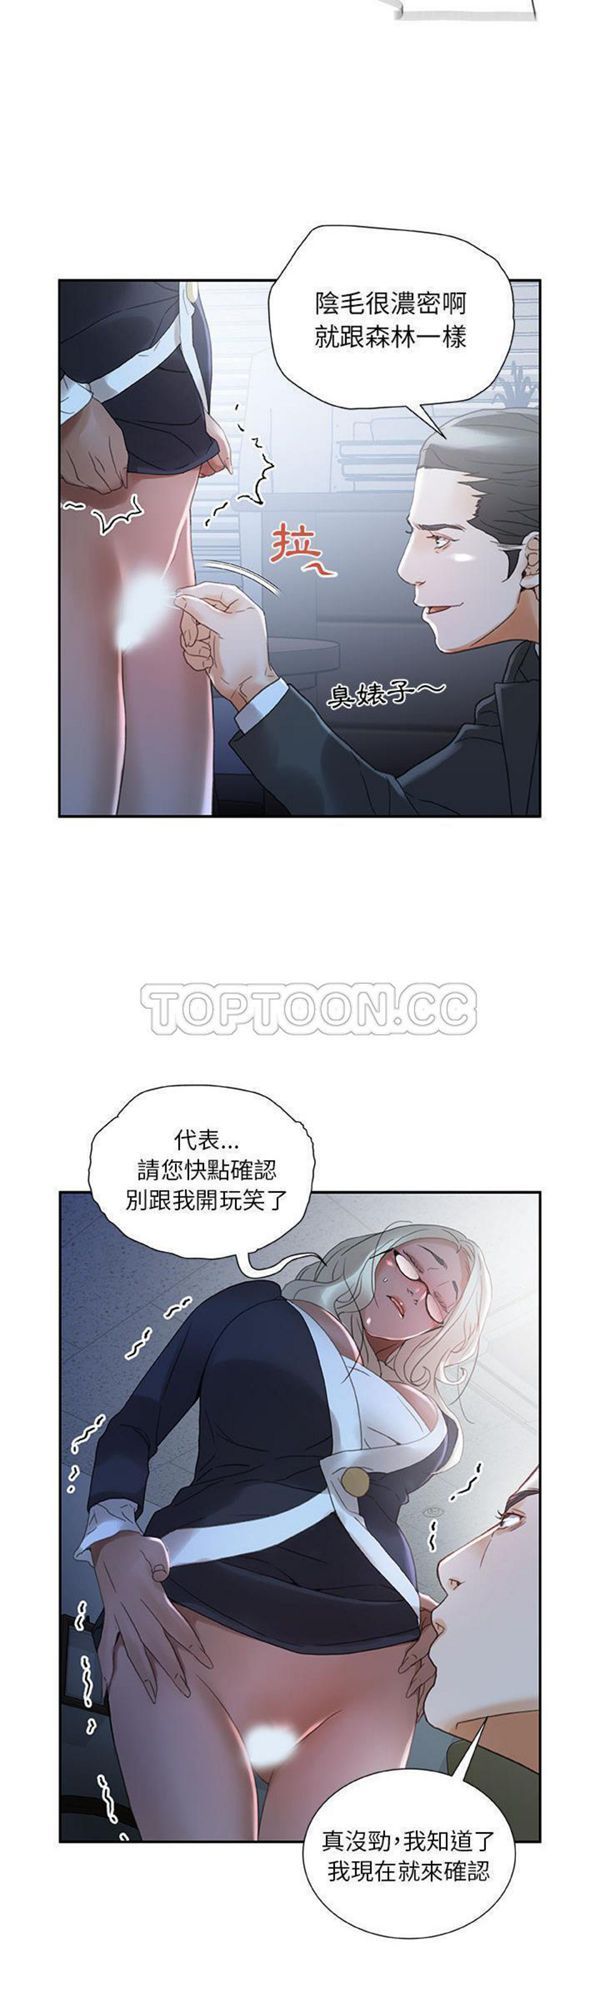 陰毛很濃密啊
就跟森林一樣
拉~
臭婊子~
TOPTOON.CC
代表...
請您快點確認
別跟我開玩笑了
真沒勁,我知道了
我現在就來確認